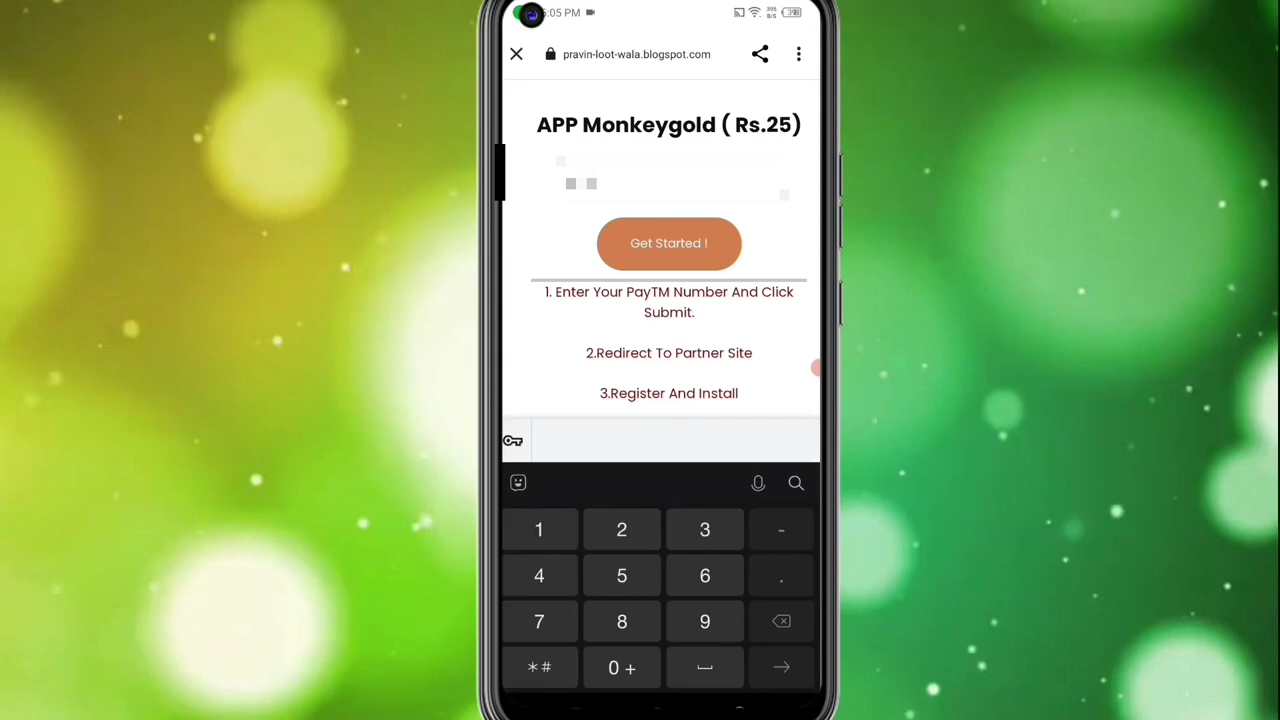 5:05 PM
pravin-loot-wala.blogspot.com
APP Monkeygold ( Rs.25)
Get Started !
1. Enter Your PayTM Number And Click
Submit.
2.Redirect To Partner Site
3.Register And Install
1 2 3 -
4 5 6 .
7 8 9
*# 0 +